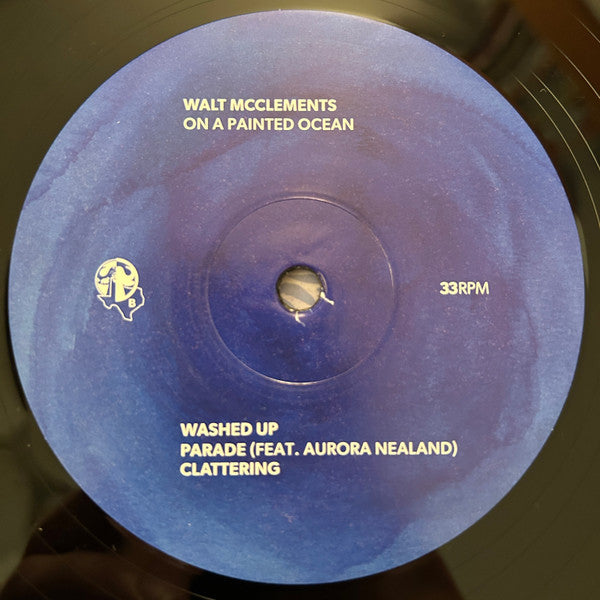 WALT MCCLEMENTS
ON A PAINTED OCEAN
B
33RPM
WASHED UP
PARADE (FEAT. AURORA NEALAND)
CLATTERING